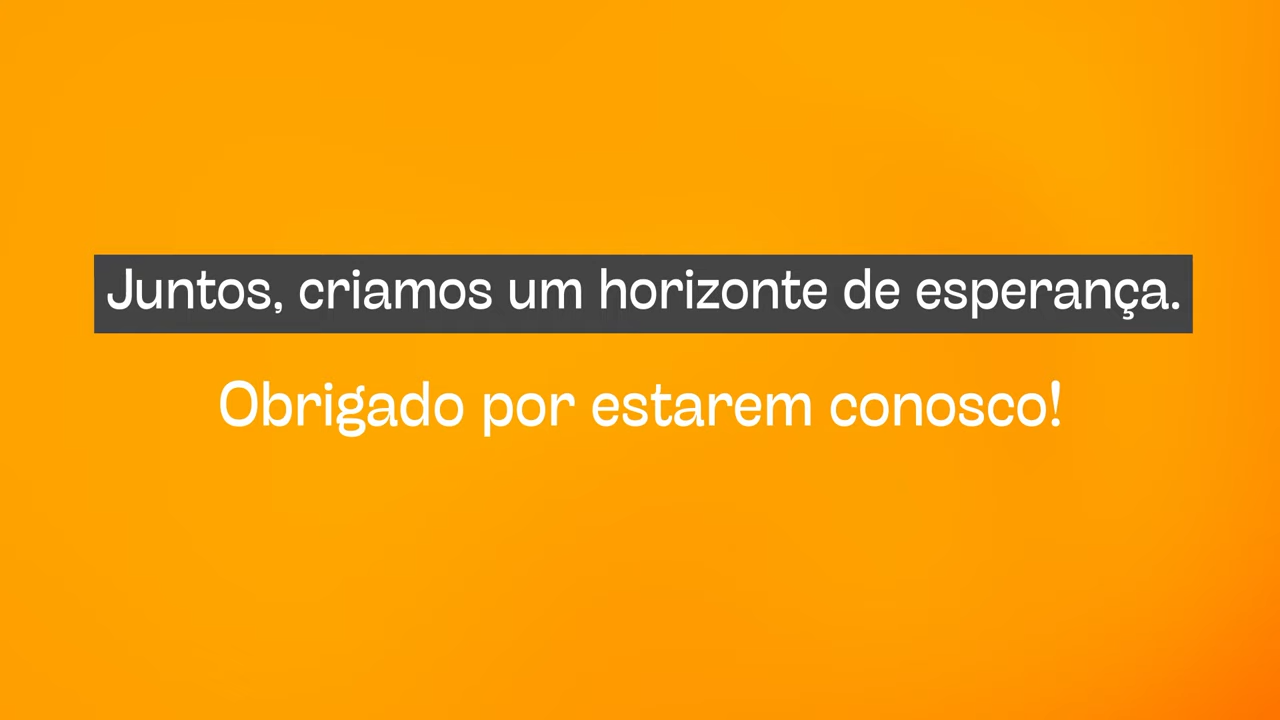 Juntos, criamos um horizonte de esperança.
Obrigado por estarem conosco!